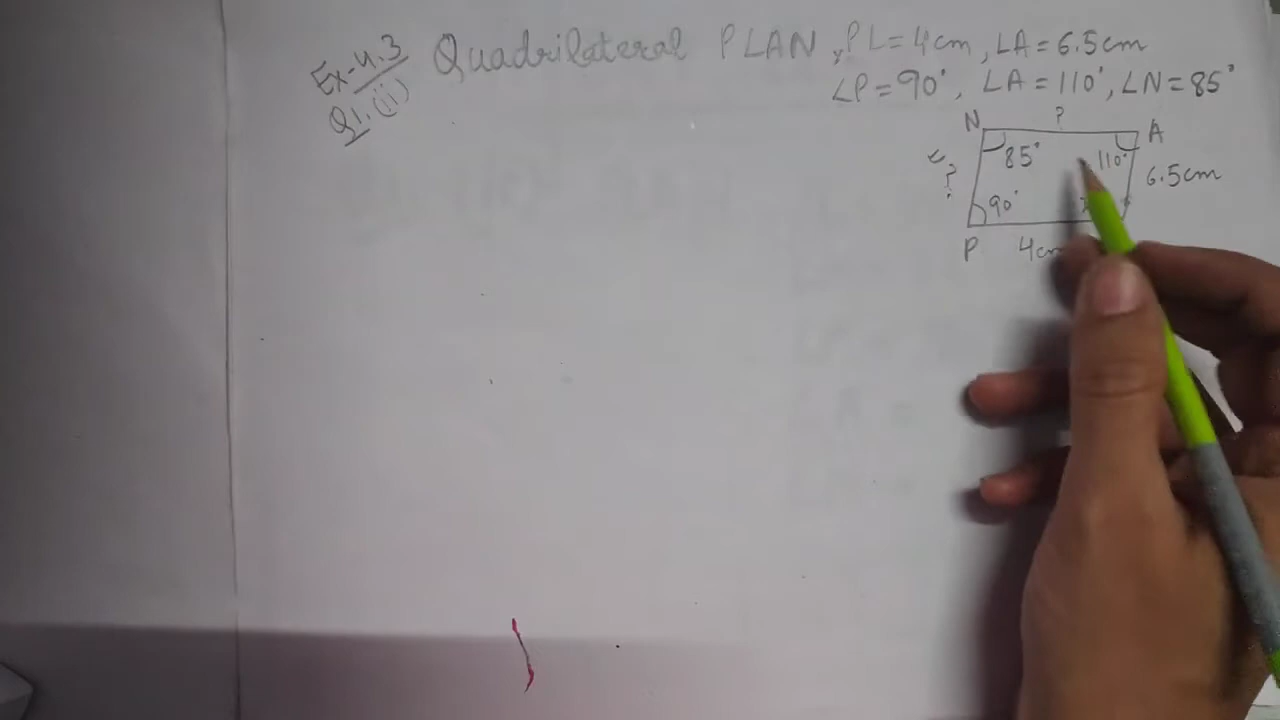 Ex-4.3
Q1.(ii)
Quadrilateral PLAN, PL=4cm, LA=6.5cm
∠P=90°, ∠A=110°, ∠N=85°
N ? A
85° 110°
? 6.5cm
90°
P 4cm